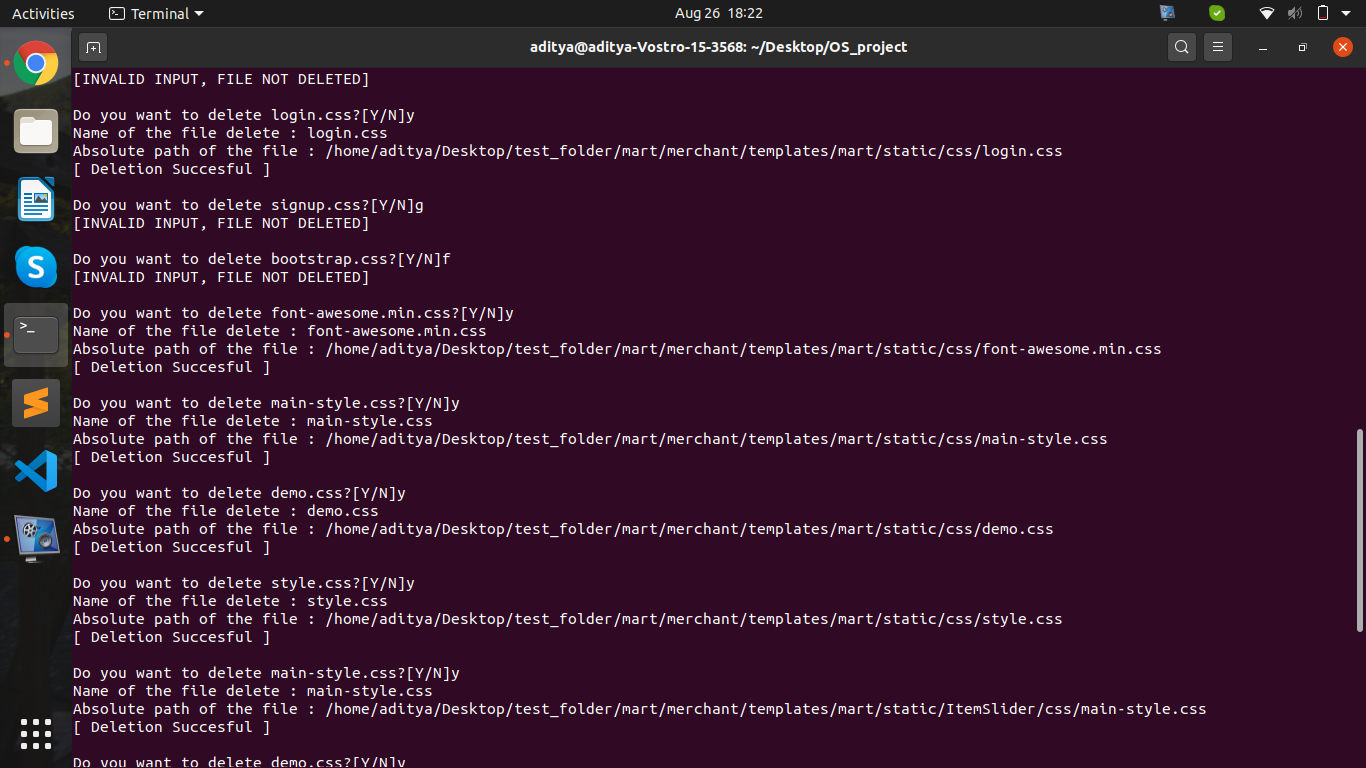 Activities
Terminal
Aug 26 18:22
aditya@aditya-Vostro-15-3568: ~/Desktop/OS_project
[INVALID INPUT, FILE NOT DELETED]
Do you want to delete login.css?[Y/N]y
Name of the file delete : login.css
Absolute path of the file : /home/aditya/Desktop/test_folder/mart/merchant/templates/mart/static/css/login.css
[ Deletion Succesful ]
Do you want to delete signup.css?[Y/N]g
[INVALID INPUT, FILE NOT DELETED]
Do you want to delete bootstrap.css?[Y/N]f
[INVALID INPUT, FILE NOT DELETED]
Do you want to delete font-awesome.min.css?[Y/N]y
Name of the file delete : font-awesome.min.css
Absolute path of the file : /home/aditya/Desktop/test_folder/mart/merchant/templates/mart/static/css/font-awesome.min.css
[ Deletion Succesful ]
Do you want to delete main-style.css?[Y/N]y
Name of the file delete : main-style.css
Absolute path of the file : /home/aditya/Desktop/test_folder/mart/merchant/templates/mart/static/css/main-style.css
[ Deletion Succesful ]
Do you want to delete demo.css?[Y/N]y
Name of the file delete : demo.css
Absolute path of the file : /home/aditya/Desktop/test_folder/mart/merchant/templates/mart/static/css/demo.css
[ Deletion Succesful ]
Do you want to delete style.css?[Y/N]y
Name of the file delete : style.css
Absolute path of the file : /home/aditya/Desktop/test_folder/mart/merchant/templates/mart/static/css/style.css
[ Deletion Succesful ]
Do you want to delete main-style.css?[Y/N]y
Name of the file delete : main-style.css
Absolute path of the file : /home/aditya/Desktop/test_folder/mart/merchant/templates/mart/static/ItemSlider/css/main-style.css
[ Deletion Succesful ]
Do you want to delete demo.css?[Y/N]y